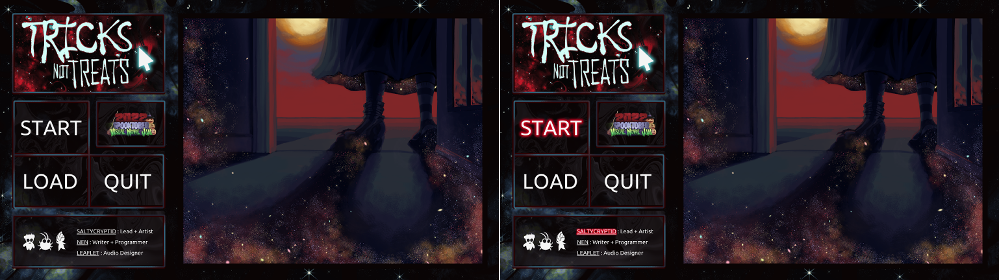 TRICKS
NOT TREATS
START
2022
SPOOKTOBER
VISUAL NOVEL JAM
LOAD
QUIT
SALTYCRYPTID : Lead + Artist
NEN : Writer + Programmer
LEAFLET : Audio Designer
TRICKS
NOT TREATS
START
2022
SPOOKTOBER
VISUAL NOVEL JAM
LOAD
QUIT
SALTYCRYPTID : Lead + Artist
NEN : Writer + Programmer
LEAFLET : Audio Designer